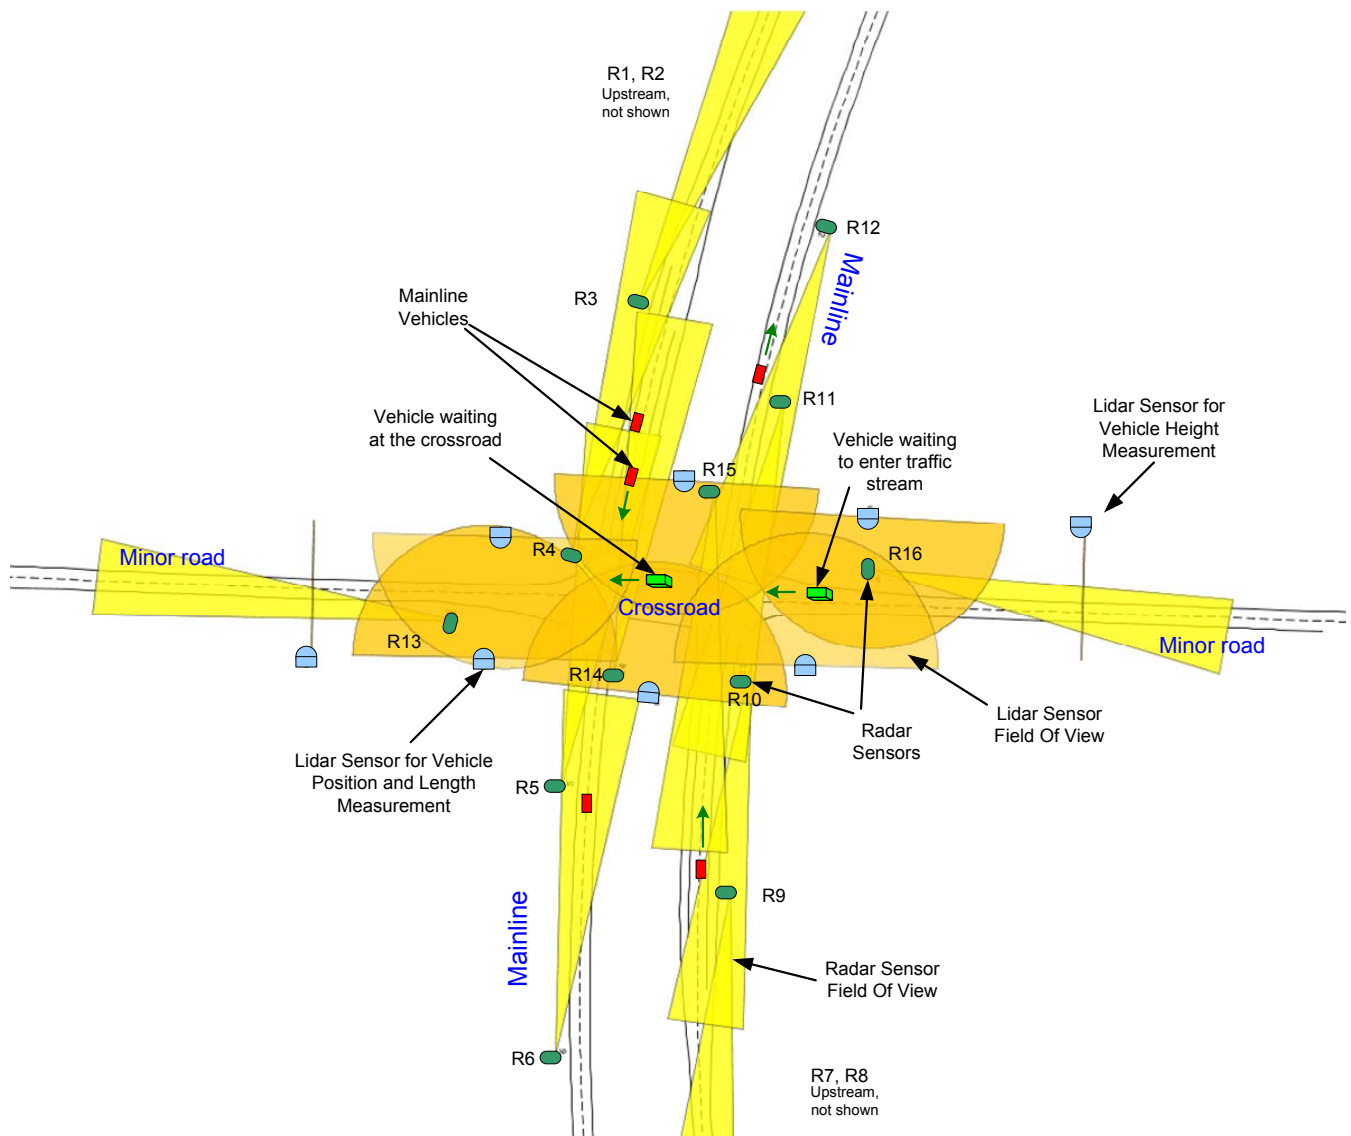 R1, R2
Upstream,
not shown
R12
Mainline
R3
Mainline
Vehicles
R11
Lidar Sensor for
Vehicle Height
Measurement
Vehicle waiting
at the crossroad
Vehicle waiting
to enter traffic
stream
R15
R4
R16
Minor road
Crossroad
R13
Minor road
R14
R10
Radar
Sensors
Lidar Sensor
Field Of View
Lidar Sensor for Vehicle
Position and Length
Measurement
R5
R9
Mainline
Radar Sensor
Field Of View
R6
R7, R8
Upstream,
not shown